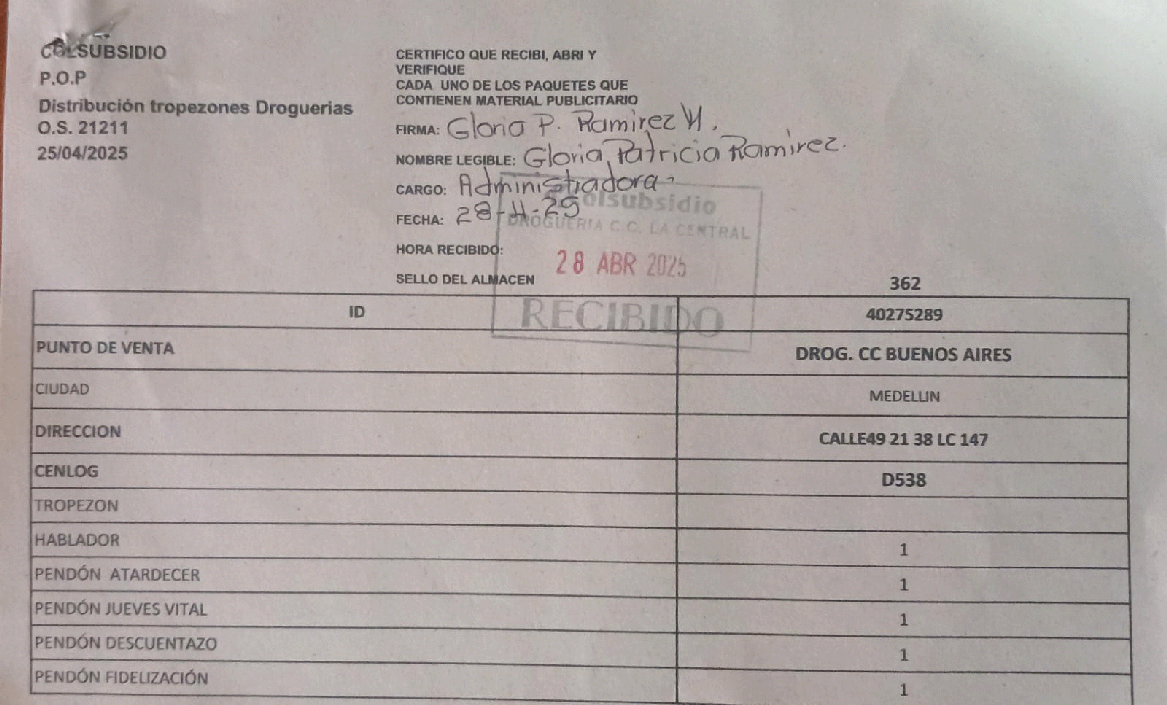 COLSUBSIDIO
P.O.P
Distribución tropezones Droguerias
O.S. 21211
25/04/2025
CERTIFICO QUE RECIBI, ABRI Y
VERIFIQUE
CADA UNO DE LOS PAQUETES QUE
CONTIENEN MATERIAL PUBLICITARIO
FIRMA: Gloria P. Ramirez
NOMBRE LEGIBLE: Gloria Patricia Ramirez.
CARGO: Administradora
FECHA: 28-4-25
HORA RECIBIDO:
SELLO DEL ALMACEN
Colsubsidio
DROGUERIA C.C. LA CENTRAL
28 ABR 2025
RECIBIDO
362
ID 40275289
PUNTO DE VENTA DROG. CC BUENOS AIRES
CIUDAD MEDELLIN
DIRECCION CALLE49 21 38 LC 147
CENLOG D538
TROPEZON
HABLADOR 1
PENDÓN ATARDECER 1
PENDÓN JUEVES VITAL 1
PENDÓN DESCUENTAZO 1
PENDÓN FIDELIZACIÓN 1